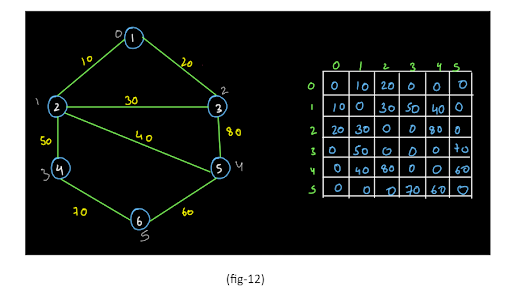 0 1
10 20
1 2 30 3 2
50 40 80
3 4 5 4
70 6 60
5
0 1 2 3 4 5
0 0 10 20 0 0 0
1 10 0 30 50 40 0
2 20 30 0 0 80 0
3 0 50 0 0 0 70
4 0 40 80 0 0 60
5 0 0 0 70 60 0
(fig-12)